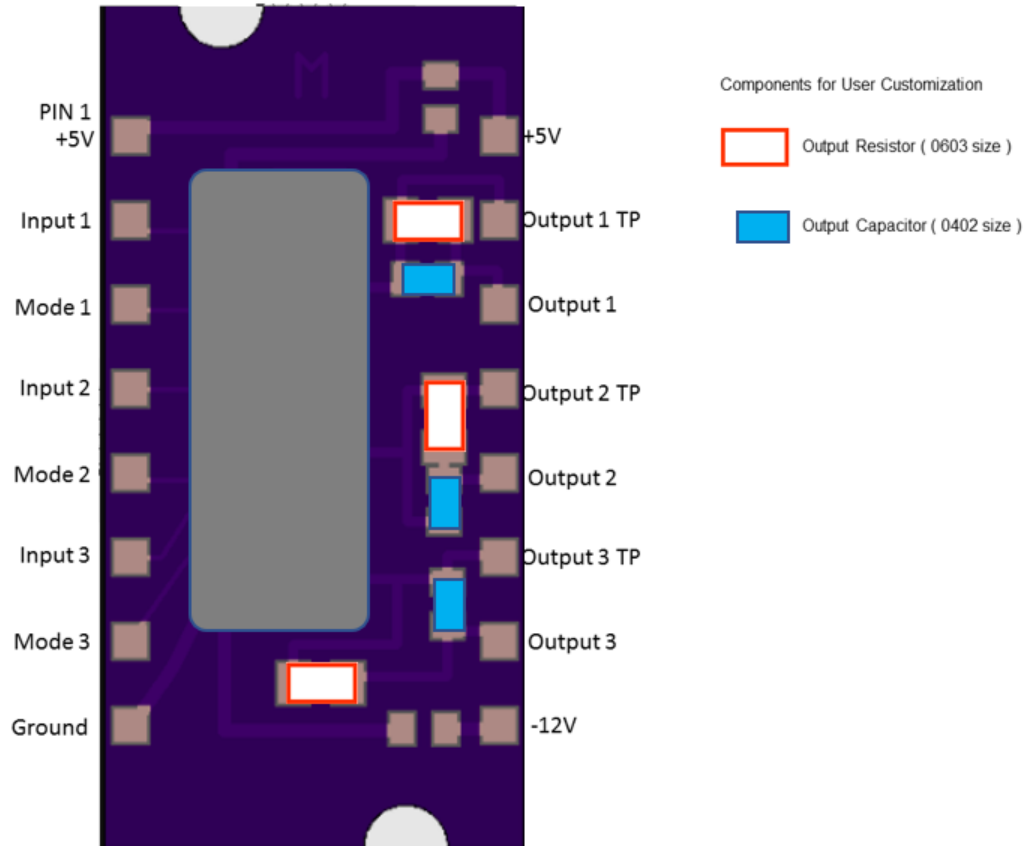 M
PIN 1
+5V
Input 1
Mode 1
Input 2
Mode 2
Input 3
Mode 3
Ground
+5V
Output 1 TP
Output 1
Output 2 TP
Output 2
Output 3 TP
Output 3
-12V
Components for User Customization
Output Resistor ( 0603 size )
Output Capacitor ( 0402 size )